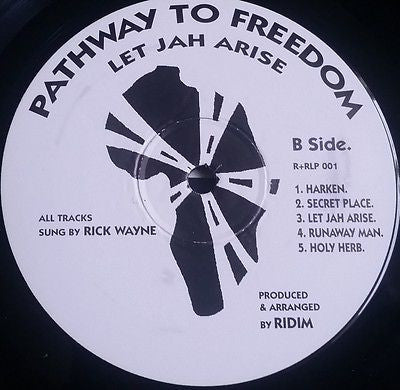 PATHWAY TO FREEDOM
LET JAH ARISE
B Side.
R+RLP 001
1. HARKEN.
2. SECRET PLACE.
3. LET JAH ARISE.
4. RUNAWAY MAN.
5. HOLY HERB.
ALL TRACKS
SUNG BY RICK WAYNE
PRODUCED
& ARRANGED
BY RIDIM